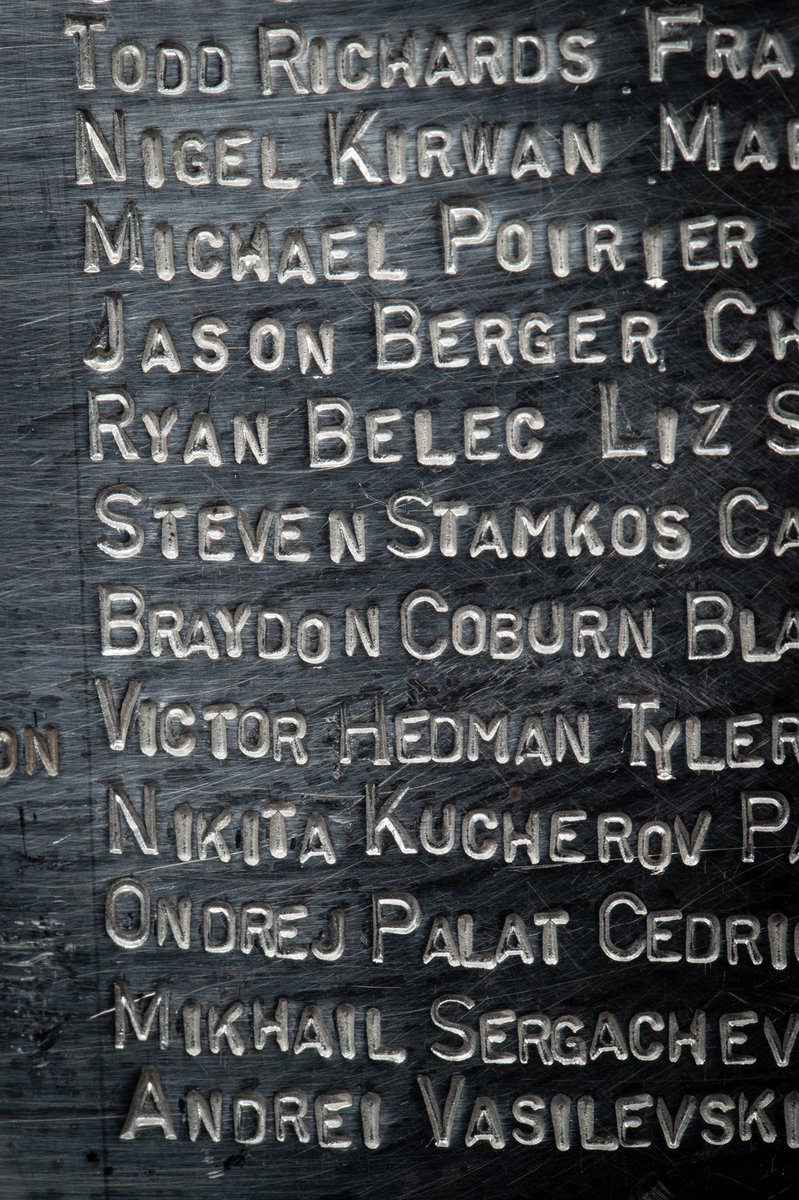 Todd Richards Fra
Nigel Kirwan Ma
Michael Poirier
Jason Berger Ch
Ryan Belec Liz S
Steven Stamkos Ca
Braydon Coburn Bla
on Victor Hedman Tyler
Nikita Kucherov Pa
Ondrej Palat Cedric
Mikhail Sergachev
Andrei Vasilevski